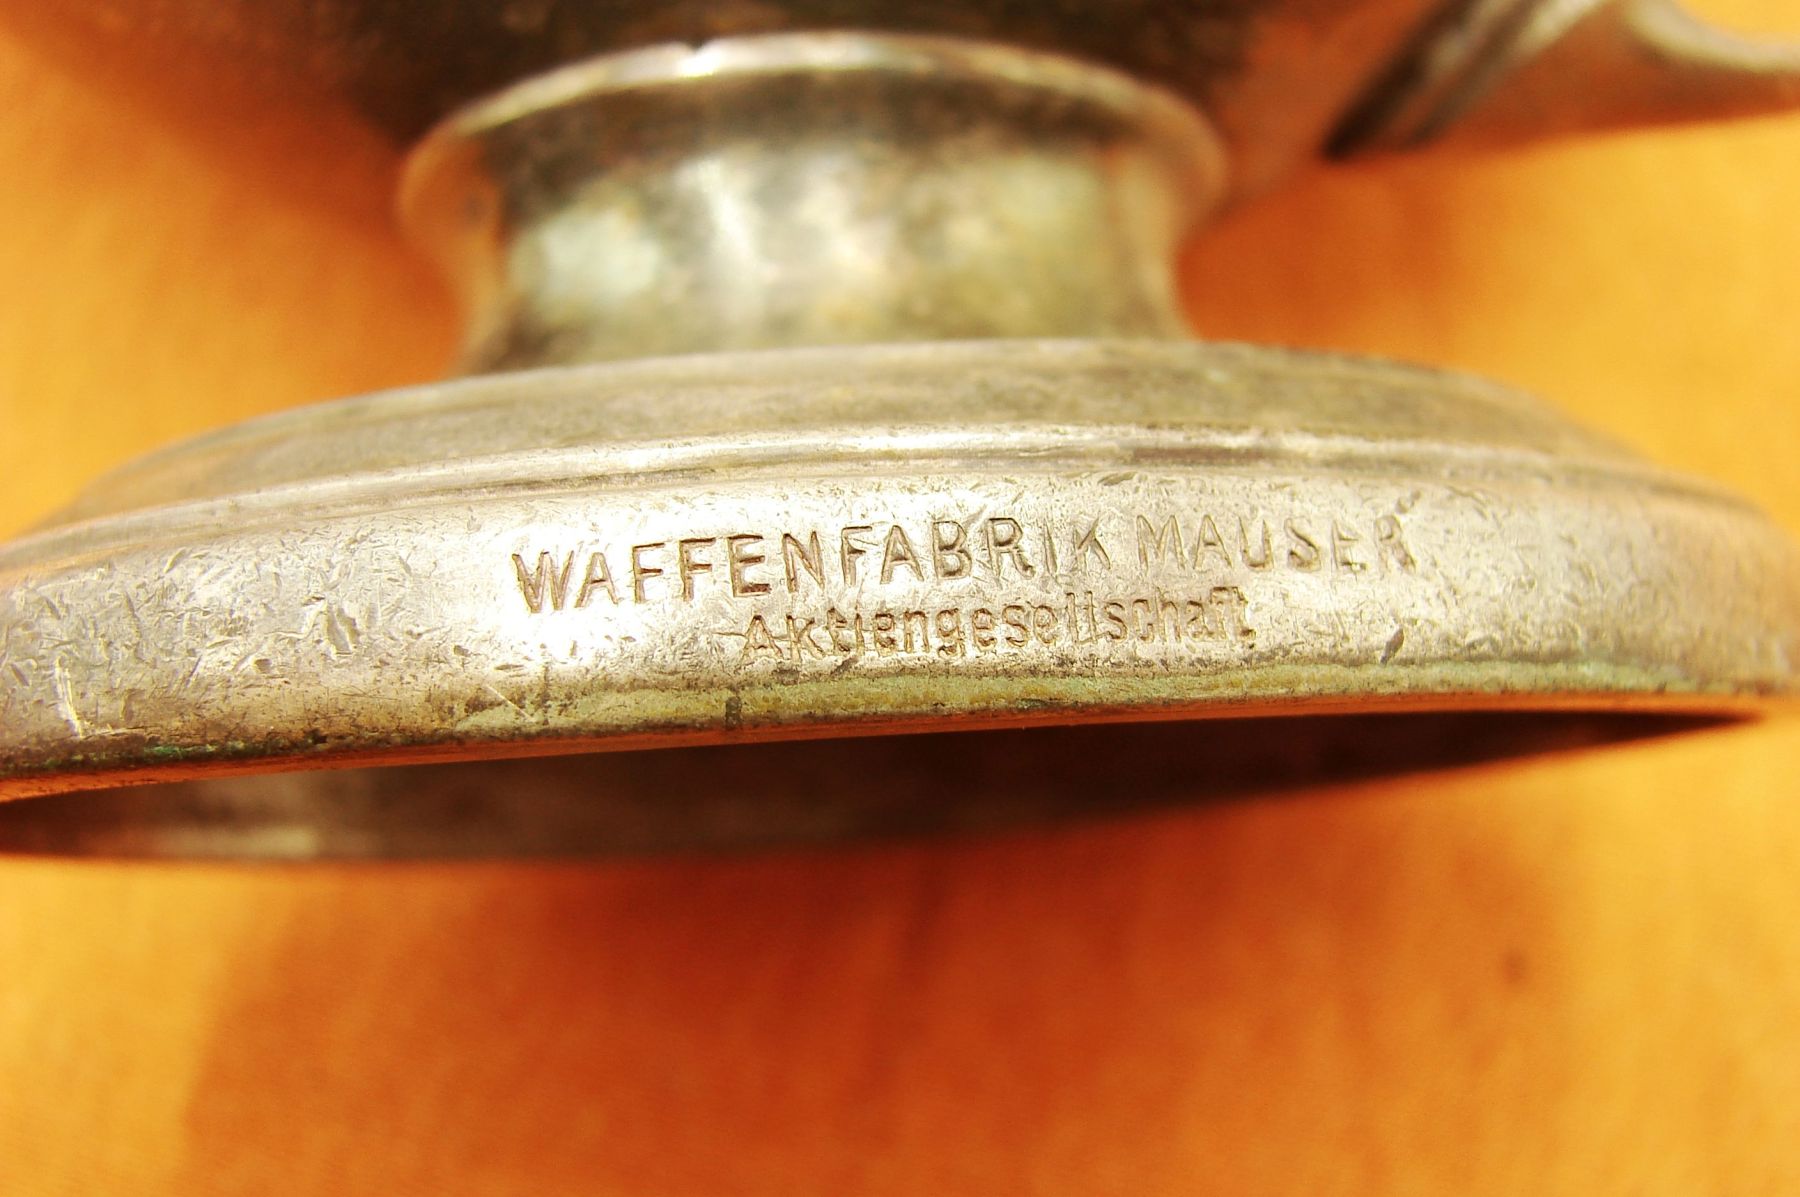 WAFFENFABRIK MAUSER
Aktiengesellschaft